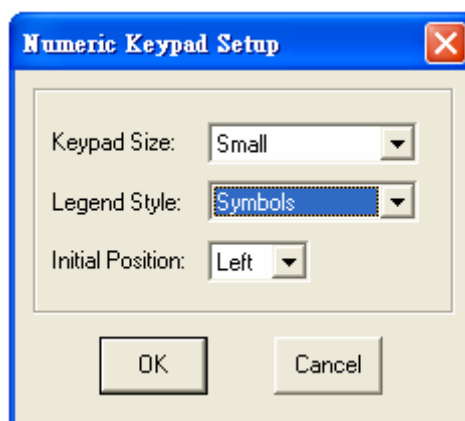 Numeric Keypad Setup
Keypad Size: Small
Legend Style: Symbols
Initial Position: Left
OK Cancel